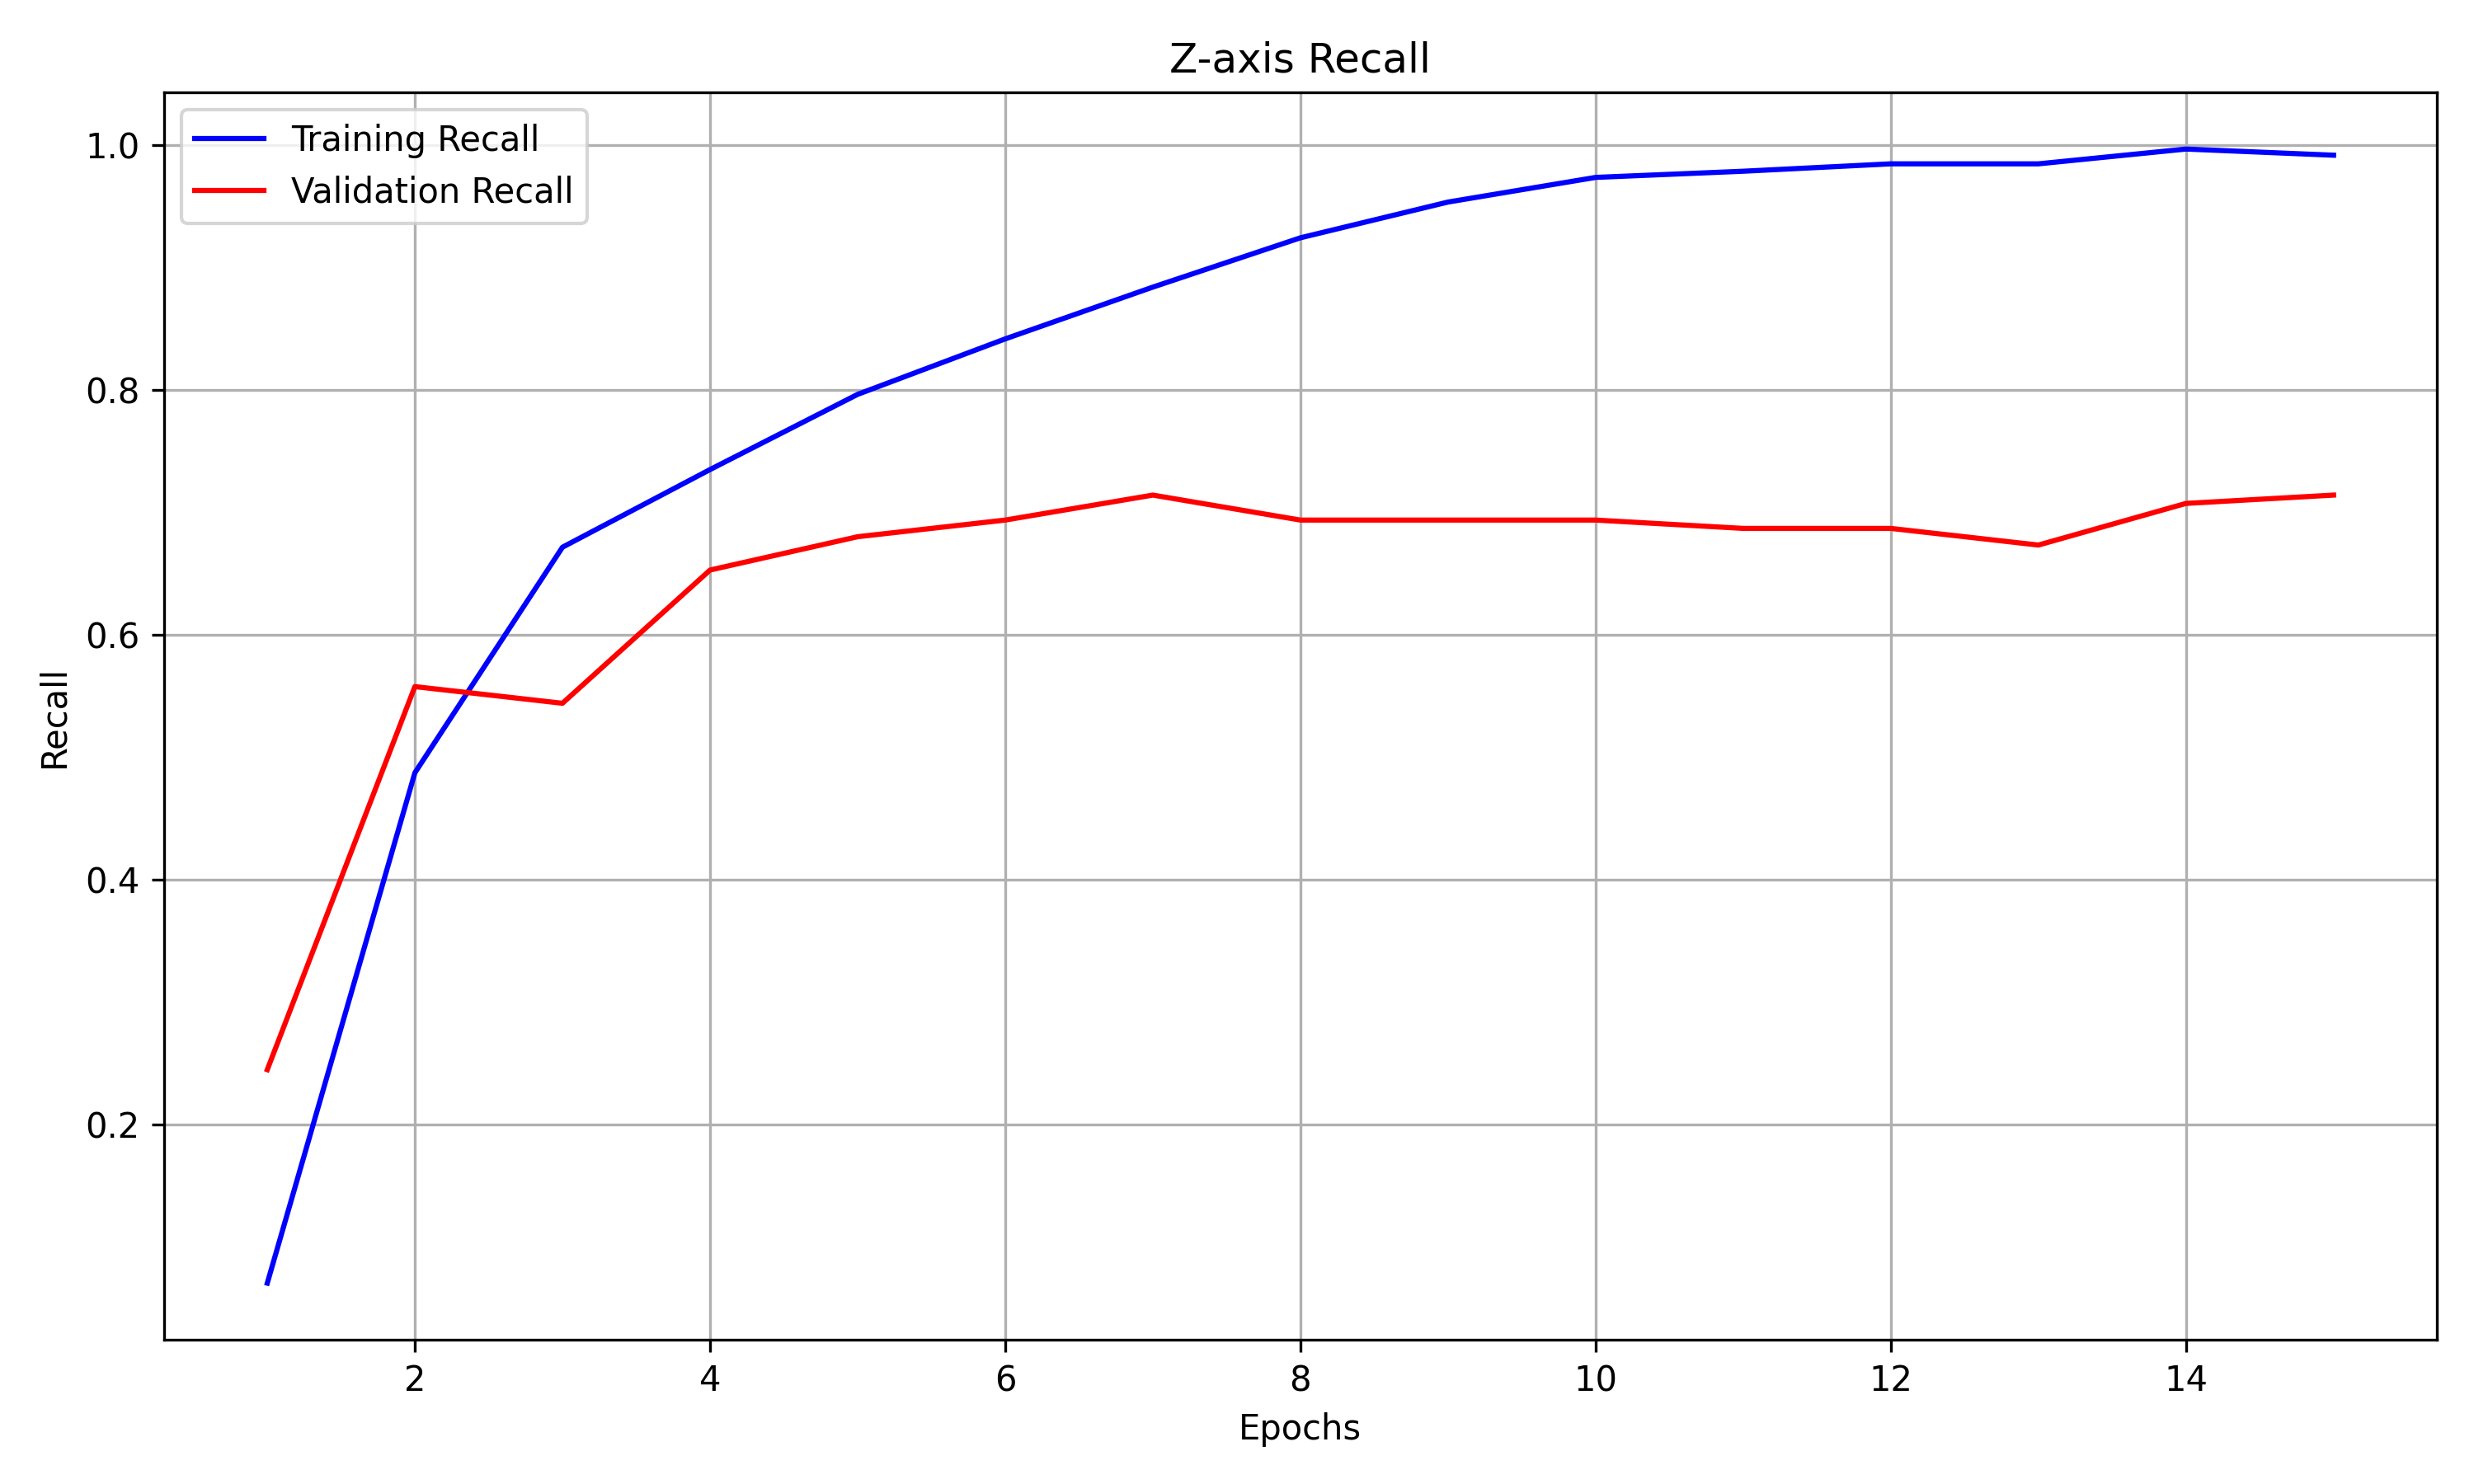 Z-axis Recall
Training Recall
Validation Recall
1.0
0.8
0.6
0.4
0.2
Recall
2 4 6 8 10 12 14
Epochs